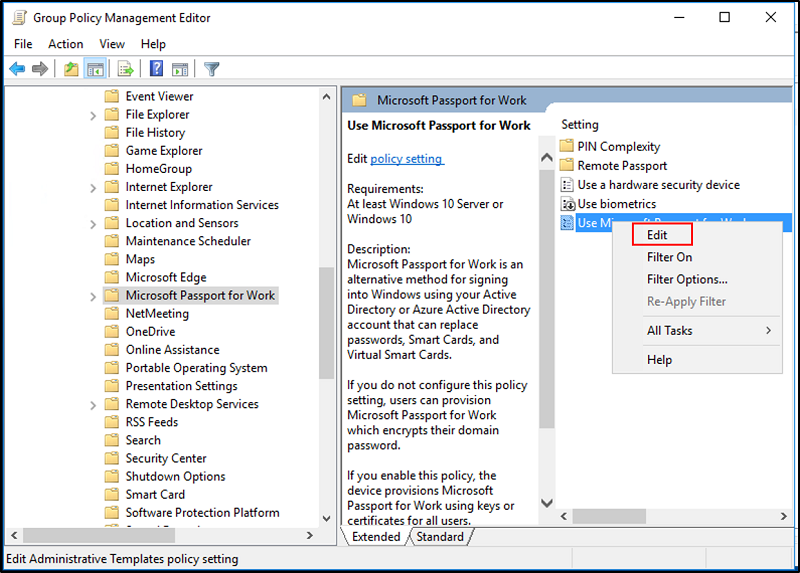 Group Policy Management Editor
File Action View Help
Event Viewer
File Explorer
File History
Game Explorer
HomeGroup
Internet Explorer
Internet Information Services
Location and Sensors
Maintenance Scheduler
Maps
Microsoft Edge
Microsoft Passport for Work
NetMeeting
OneDrive
Online Assistance
Portable Operating System
Presentation Settings
Remote Desktop Services
RSS Feeds
Search
Security Center
Shutdown Options
Smart Card
Software Protection Platform
Microsoft Passport for Work
Use Microsoft Passport for Work
Edit policy setting
Requirements:
At least Windows 10 Server or
Windows 10
Description:
Microsoft Passport for Work is an
alternative method for signing
into Windows using your Active
Directory or Azure Active Directory
account that can replace
passwords, Smart Cards, and
Virtual Smart Cards.
If you do not configure this policy
setting, users can provision
Microsoft Passport for Work
which encrypts their domain
password.
If you enable this policy, the
device provisions Microsoft
Passport for Work using keys or
certificates for all users.
Setting
PIN Complexity
Remote Passport
Use a hardware security device
Use biometrics
Use Microsoft Passport for Work
Edit
Filter On
Filter Options...
Re-Apply Filter
All Tasks
Help
Extended Standard
Edit Administrative Templates policy setting